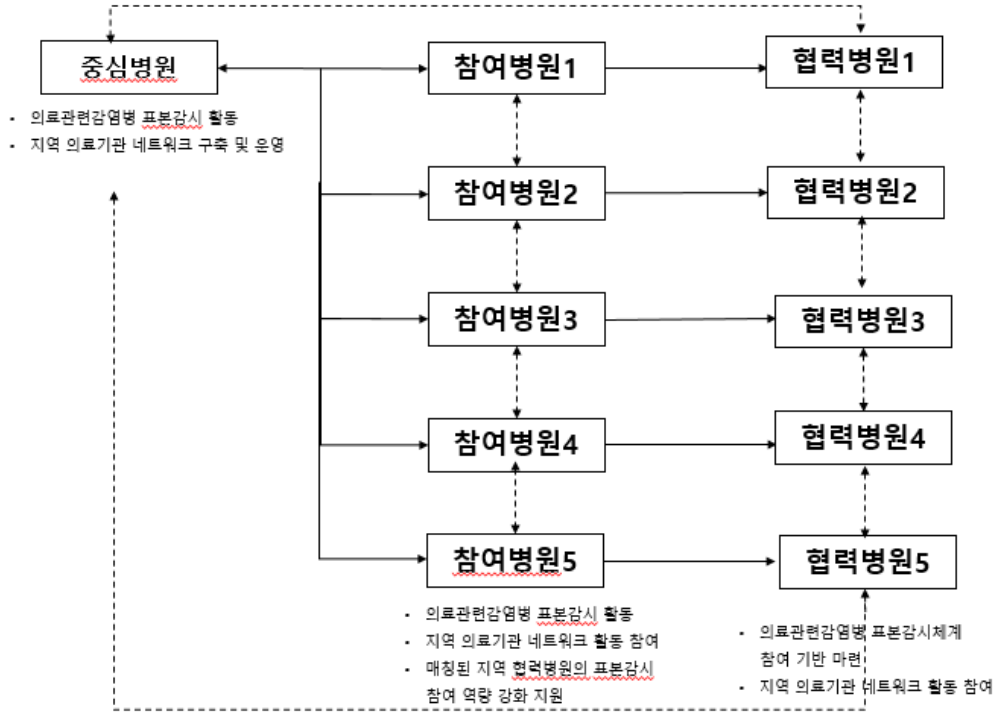 중심병원
참여병원1
협력병원1
• 의료관련감염병 표본감시 활동
• 지역 의료기관 네트워크 구축 및 운영
참여병원2
협력병원2
참여병원3
협력병원3
참여병원4
협력병원4
참여병원5
협력병원5
• 의료관련감염병 표본감시 활동
• 지역 의료기관 네트워크 활동 참여
• 매칭된 지역 협력병원의 표본감시
참여 역량 강화 지원
• 의료관련감염병 표본감시체계
참여 기반 마련
• 지역 의료기관 네트워크 활동 참여